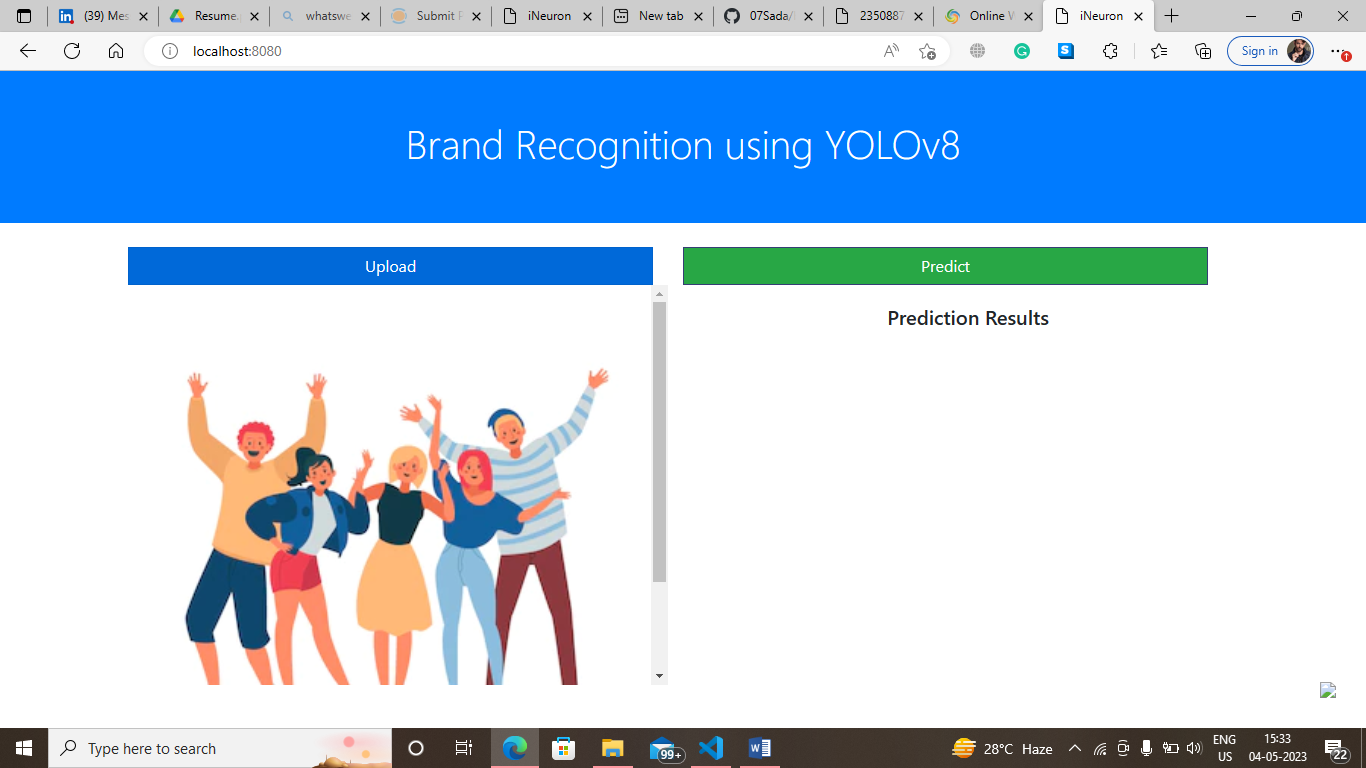 (39) Mes
Resume.
whatswe
Submit
iNeuron
New tab
07Sada/
2350887
Online
iNeuron
localhost:8080
Sign in
Brand Recognition using YOLOv8
Upload
Predict
Prediction Results
Type here to search
99+
28°C Haze
ENG
US
15:33
04-05-2023
22